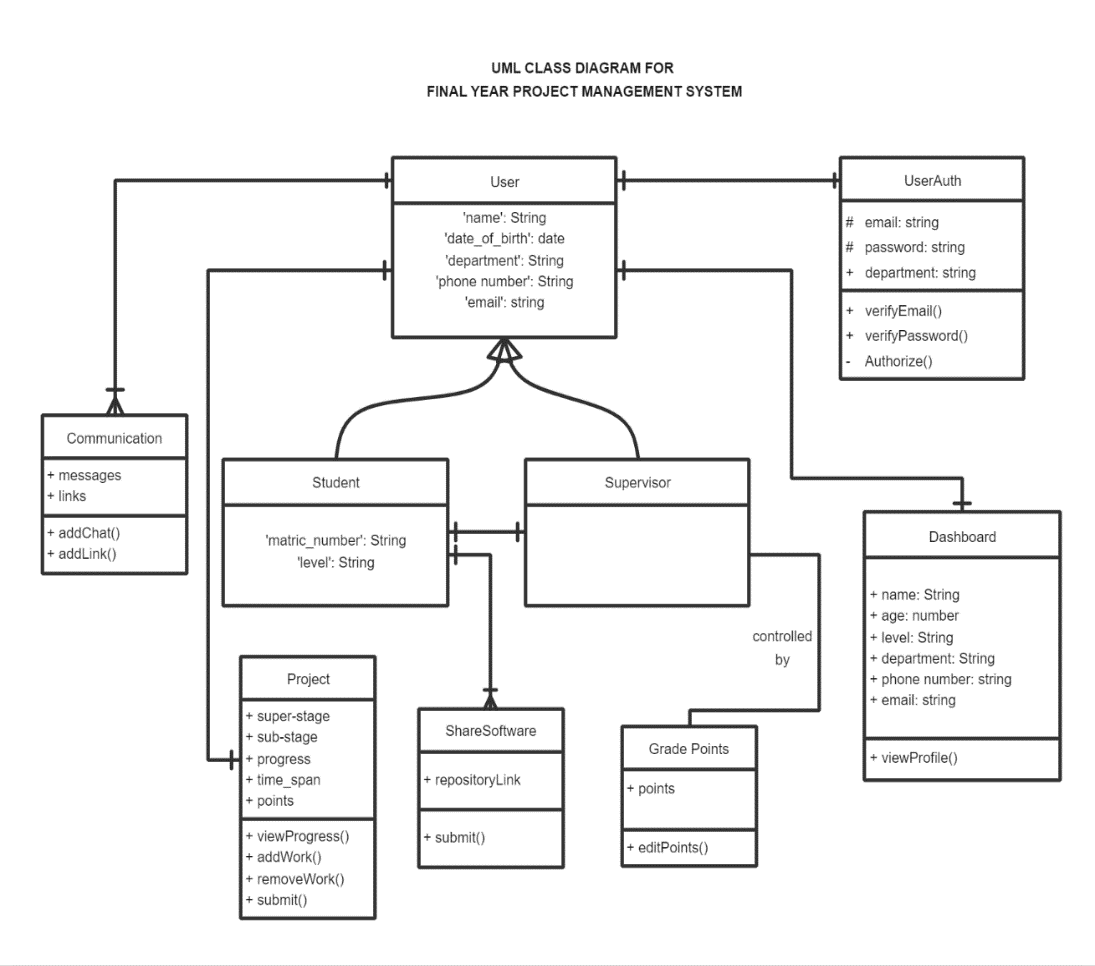 UML CLASS DIAGRAM FOR
FINAL YEAR PROJECT MANAGEMENT SYSTEM
User
'name': String
'date_of_birth': date
'department': String
'phone number': String
'email': string
UserAuth
# email: string
# password: string
+ department: string
+ verifyEmail()
+ verifyPassword()
- Authorize()
Communication
+ messages
+ links
+ addChat()
+ addLink()
Student
'matric_number': String
'level': String
Supervisor
Dashboard
+ name: String
+ age: number
+ level: String
+ department: String
+ phone number: string
+ email: string
+ viewProfile()
controlled
by
Project
+ super-stage
+ sub-stage
+ progress
+ time_span
+ points
+ viewProgress()
+ addWork()
+ removeWork()
+ submit()
ShareSoftware
+ repositoryLink
+ submit()
Grade Points
+ points
+ editPoints()